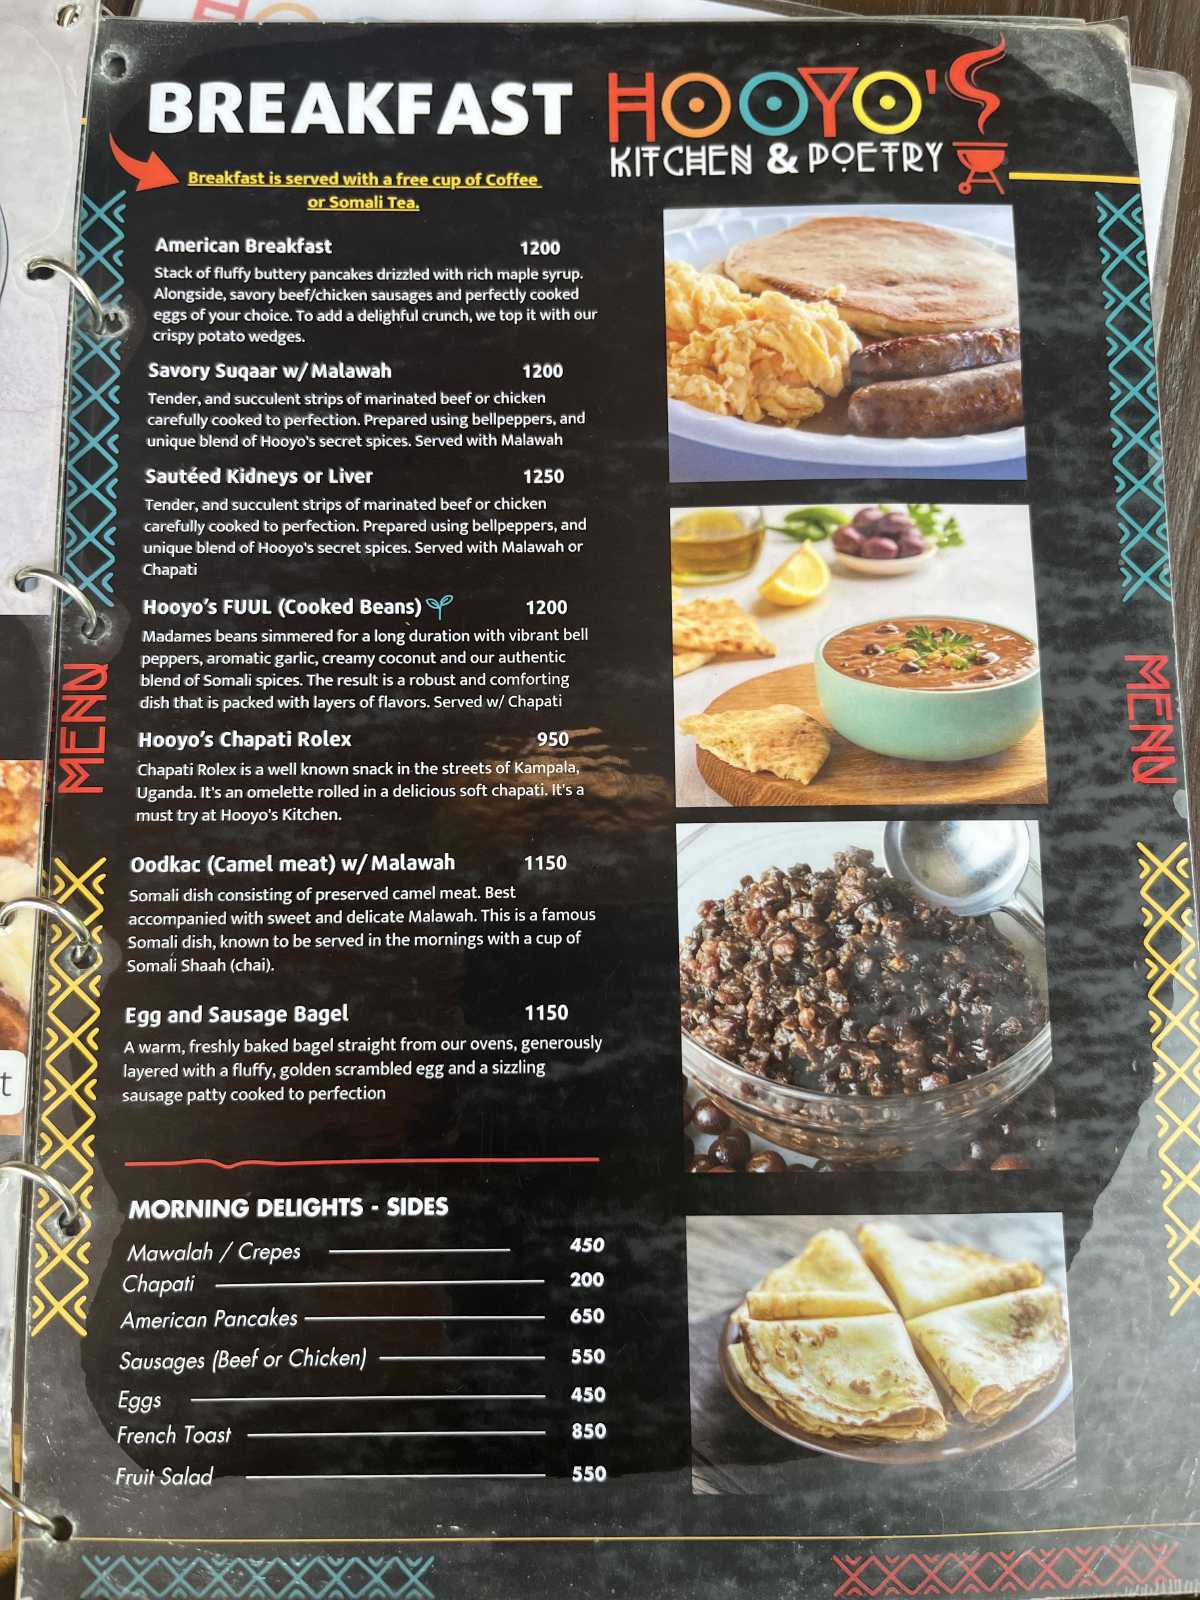 BREAKFAST
HOOYO'S
KITCHEN & POETRY
Breakfast is served with a free cup of Coffee
or Somali Tea.
American Breakfast 1200
Stack of fluffy buttery pancakes drizzled with rich maple syrup.
Alongside, savory beef/chicken sausages and perfectly cooked
eggs of your choice. To add a delighful crunch, we top it with our
crispy potato wedges.
Savory Suqaar w/ Malawah 1200
Tender, and succulent strips of marinated beef or chicken
carefully cooked to perfection. Prepared using bellpeppers, and
unique blend of Hooyo's secret spices. Served with Malawah
Sautéed Kidneys or Liver 1250
Tender, and succulent strips of marinated beef or chicken
carefully cooked to perfection. Prepared using bellpeppers, and
unique blend of Hooyo's secret spices. Served with Malawah or
Chapati
Hooyo's FUUL (Cooked Beans) 1200
Madames beans simmered for a long duration with vibrant bell
peppers, aromatic garlic, creamy coconut and our authentic
blend of Somali spices. The result is a robust and comforting
dish that is packed with layers of flavors. Served w/ Chapati
Hooyo's Chapati Rolex 950
Chapati Rolex is a well known snack in the streets of Kampala,
Uganda. It's an omelette rolled in a delicious soft chapati. It's a
must try at Hooyo's Kitchen.
Oodkac (Camel meat) w/ Malawah 1150
Somali dish consisting of preserved camel meat. Best
accompanied with sweet and delicate Malawah. This is a famous
Somali dish, known to be served in the mornings with a cup of
Somali Shaah (chai).
Egg and Sausage Bagel 1150
A warm, freshly baked bagel straight from our ovens, generously
layered with a fluffy, golden scrambled egg and a sizzling
sausage patty cooked to perfection
MORNING DELIGHTS - SIDES
Mawalah / Crepes 450
Chapati 200
American Pancakes 650
Sausages (Beef or Chicken) 550
Eggs 450
French Toast 850
Fruit Salad 550
MENU
MENU